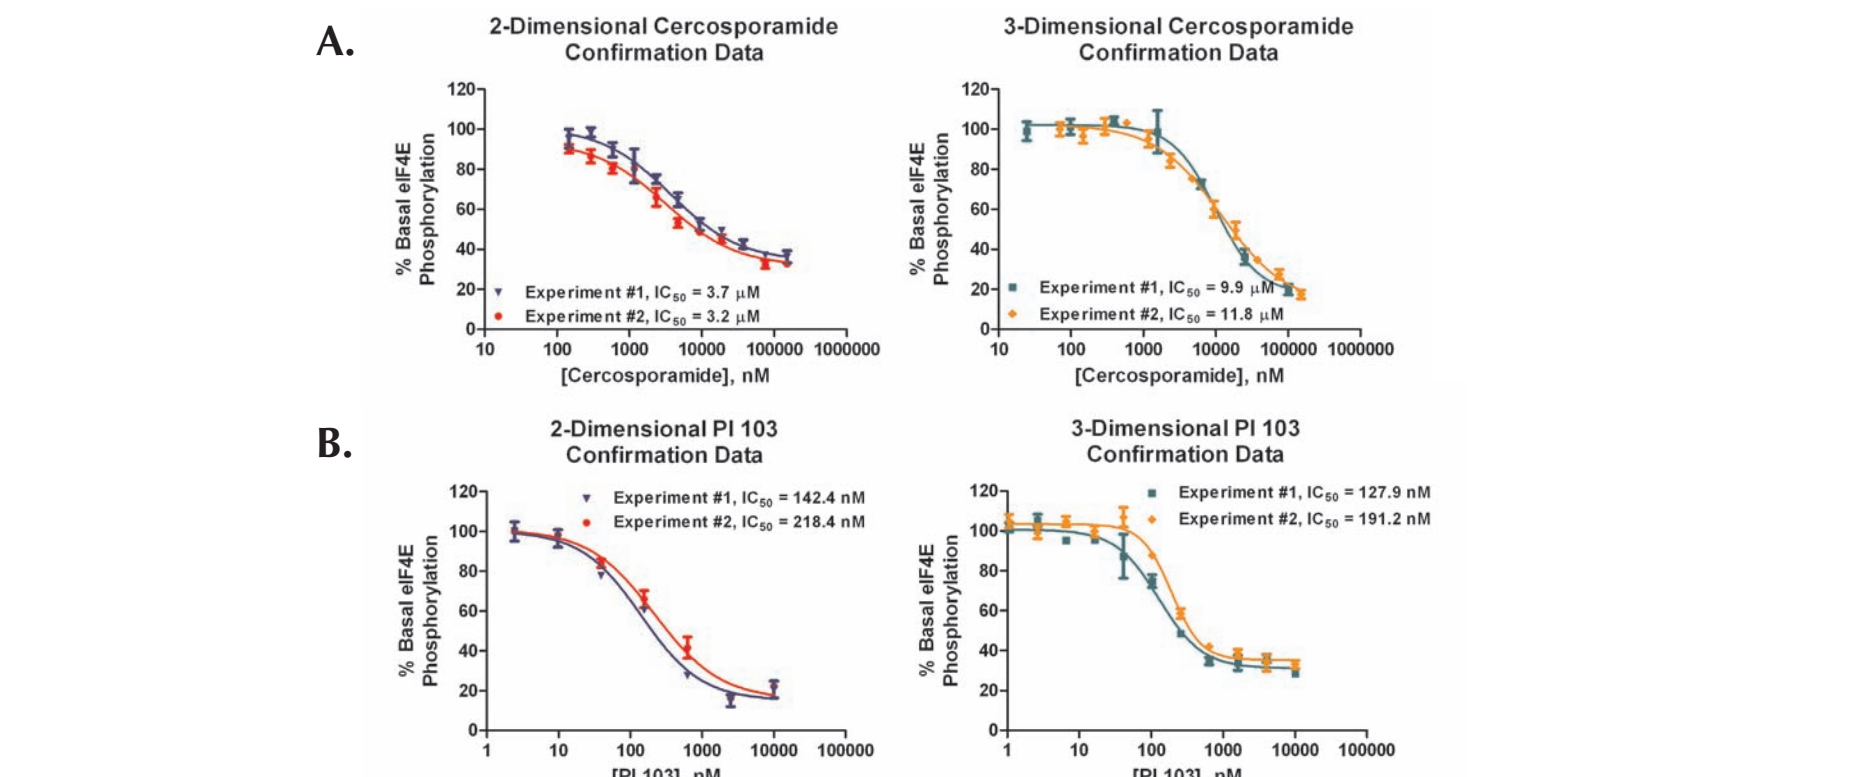 A.
2-Dimensional Cercosporamide
Confirmation Data
% Basal eIF4E
Phosphorylation
120
100
80
60
40
20
0
Experiment #1, IC50 = 3.7 μM
Experiment #2, IC50 = 3.2 μM
10 100 1000 10000 100000 1000000
[Cercosporamide], nM
3-Dimensional Cercosporamide
Confirmation Data
% Basal eIF4E
Phosphorylation
120
100
80
60
40
20
0
Experiment #1, IC50 = 9.9 μM
Experiment #2, IC50 = 11.8 μM
10 100 1000 10000 100000 1000000
[Cercosporamide], nM
B.
2-Dimensional PI 103
Confirmation Data
% Basal eIF4E
Phosphorylation
120
100
80
60
40
20
0
Experiment #1, IC50 = 142.4 nM
Experiment #2, IC50 = 218.4 nM
1 10 100 1000 10000 100000
[PI 103], nM
3-Dimensional PI 103
Confirmation Data
% Basal eIF4E
Phosphorylation
120
100
80
60
40
20
0
Experiment #1, IC50 = 127.9 nM
Experiment #2, IC50 = 191.2 nM
1 10 100 1000 10000 100000
[PI 103], nM